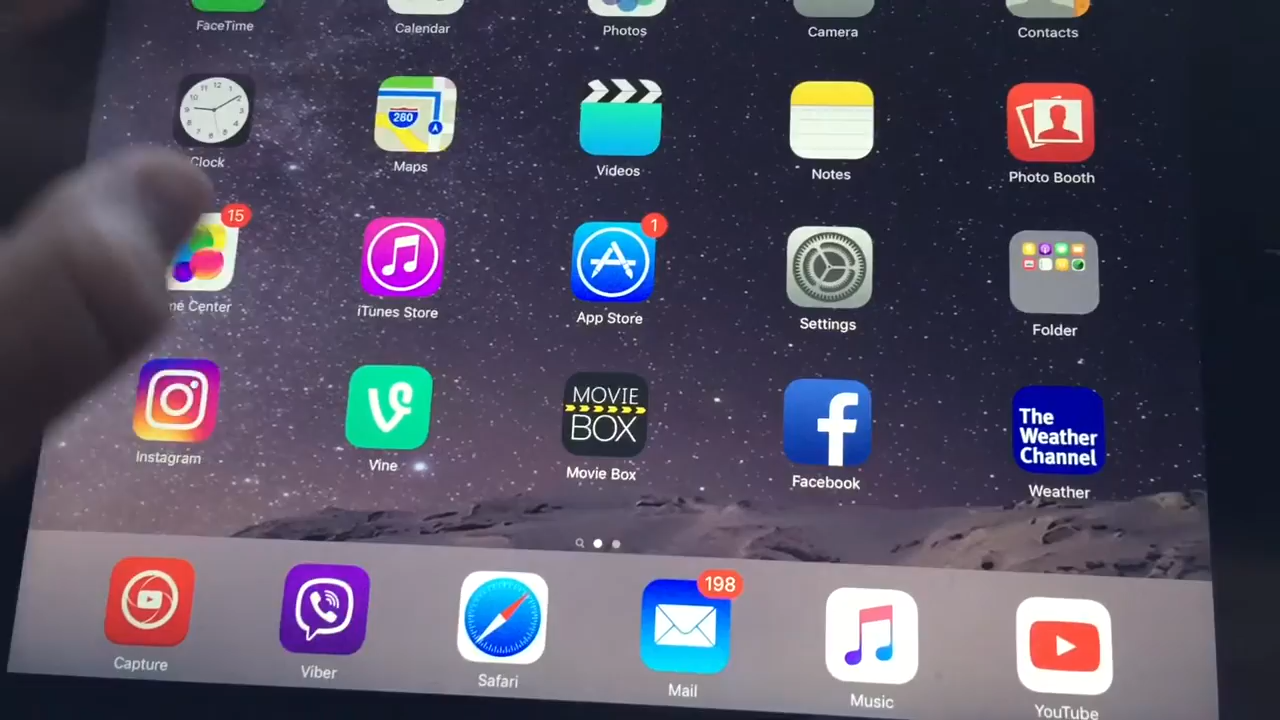 FaceTime
Calendar
Photos
Camera
Contacts
Clock
Maps
Videos
Notes
Photo Booth
280
15
1
me Center
iTunes Store
App Store
Settings
Folder
MOVIE
BOX
The
Weather
Channel
Instagram
Vine
Movie Box
Facebook
Weather
198
Capture
Viber
Safari
Mail
Music
YouTube